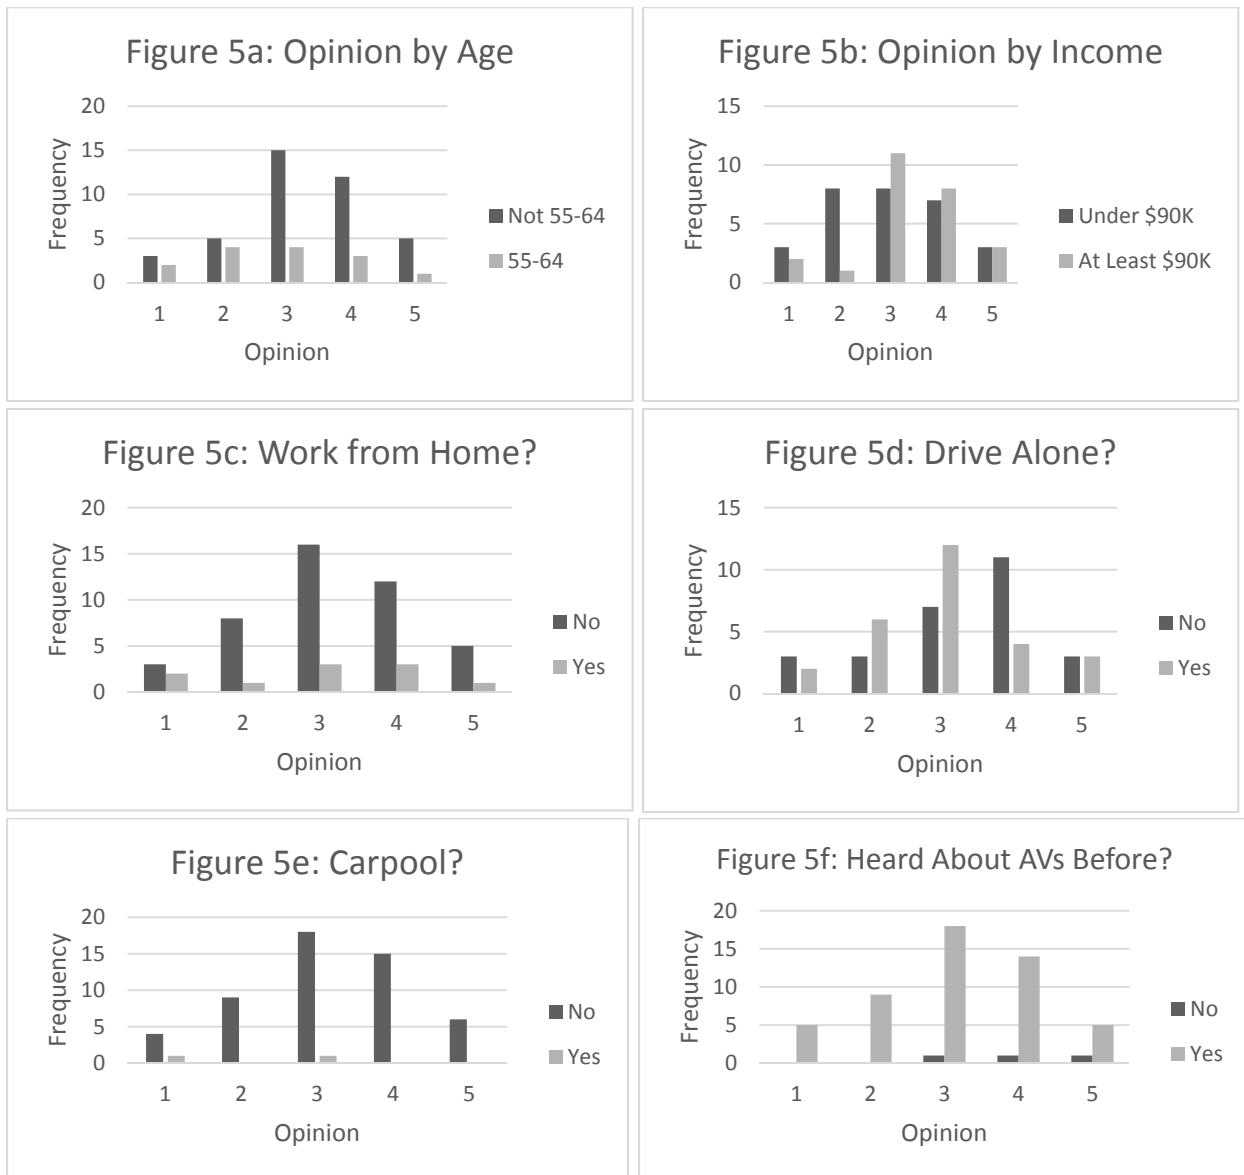 Figure 5a: Opinion by Age
20
15
10
5
0
Frequency
1 2 3 4 5
Opinion
Not 55-64
55-64
Figure 5b: Opinion by Income
15
10
5
0
Frequency
1 2 3 4 5
Opinion
Under $90K
At Least $90K
Figure 5c: Work from Home?
20
15
10
5
0
Frequency
1 2 3 4 5
Opinion
No
Yes
Figure 5d: Drive Alone?
15
10
5
0
Frequency
1 2 3 4 5
Opinion
No
Yes
Figure 5e: Carpool?
20
15
10
5
0
Frequency
1 2 3 4 5
Opinion
No
Yes
Figure 5f: Heard About AVs Before?
20
15
10
5
0
Frequency
1 2 3 4 5
Opinion
No
Yes